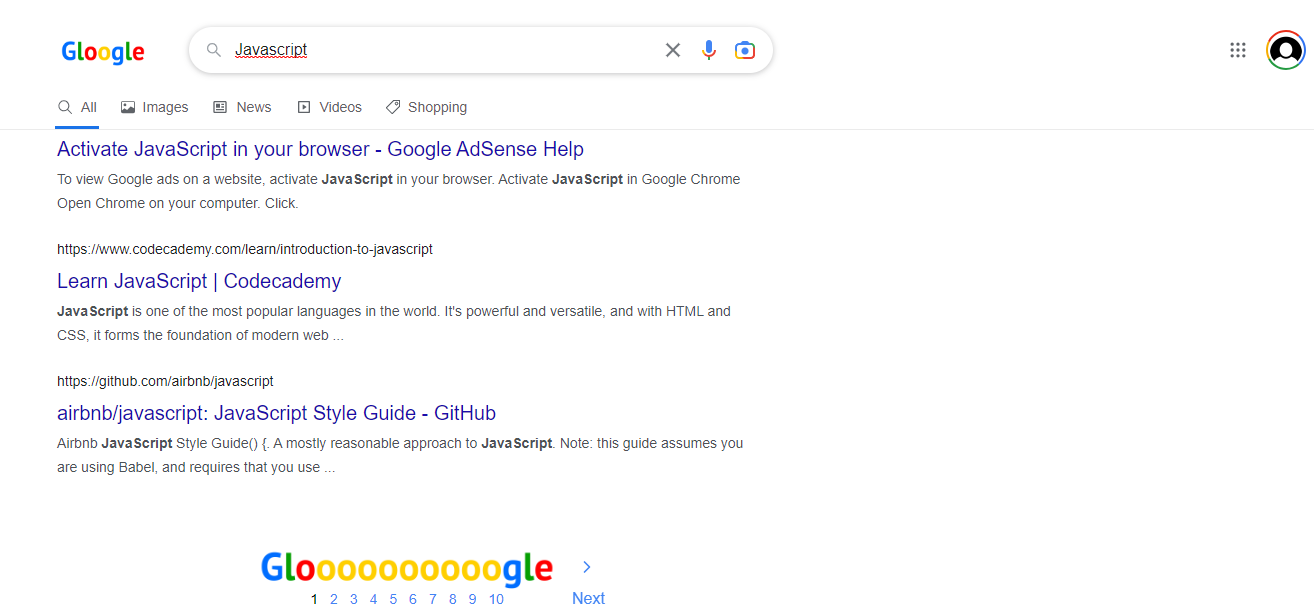 Gloogle
Javascript
All Images News Videos Shopping
Activate JavaScript in your browser - Google AdSense Help
To view Google ads on a website, activate JavaScript in your browser. Activate JavaScript in Google Chrome
Open Chrome on your computer. Click.
https://www.codecademy.com/learn/introduction-to-javascript
Learn JavaScript | Codecademy
JavaScript is one of the most popular languages in the world. It's powerful and versatile, and with HTML and
CSS, it forms the foundation of modern web ...
https://github.com/airbnb/javascript
airbnb/javascript: JavaScript Style Guide - GitHub
Airbnb JavaScript Style Guide() {. A mostly reasonable approach to JavaScript. Note: this guide assumes you
are using Babel, and requires that you use ...
Gloooooooooogle
1 2 3 4 5 6 7 8 9 10 Next